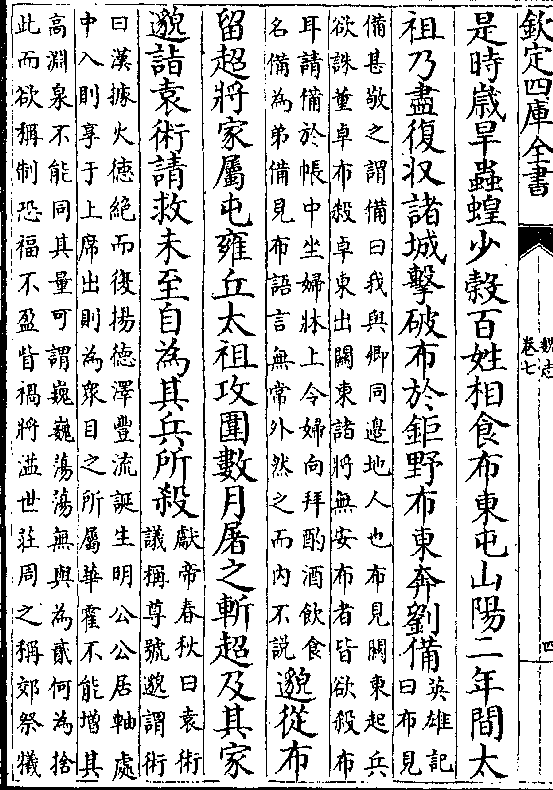 欽定四庫全書
魏志
卷七
四
是時歲旱蟲蝗少穀百姓相食布東屯山陽二年間太
祖乃盡復収諸城擊破布於鉅野布東奔劉備
英雄記
曰布見
備甚敬之謂備曰我與卿同邊地人也布見關東起兵
欲誅董卓布殺卓東出關東諸將無安布者皆欲殺布
耳請備於帳中坐婦牀上令婦向拜酌酒飲食
名備為弟備見布語言無常外然之而内不説
邈從布
留超將家屬屯雍丘太祖攻圍數月屠之斬超及其家
邈詣袁術請救未至自為其兵所殺
獻帝春秋曰袁術
議稱尊號邈謂術
曰漢據火徳絶而復揚徳澤豐流誕生明公公居軸處
中入則享于上席出則為衆目之所屬華霍不能增其
高淵泉不能同其量可謂巍巍蕩蕩無與為貳何為捨
此而欲稱制恐福不盈眥禍將溢世莊周之稱郊祭犧